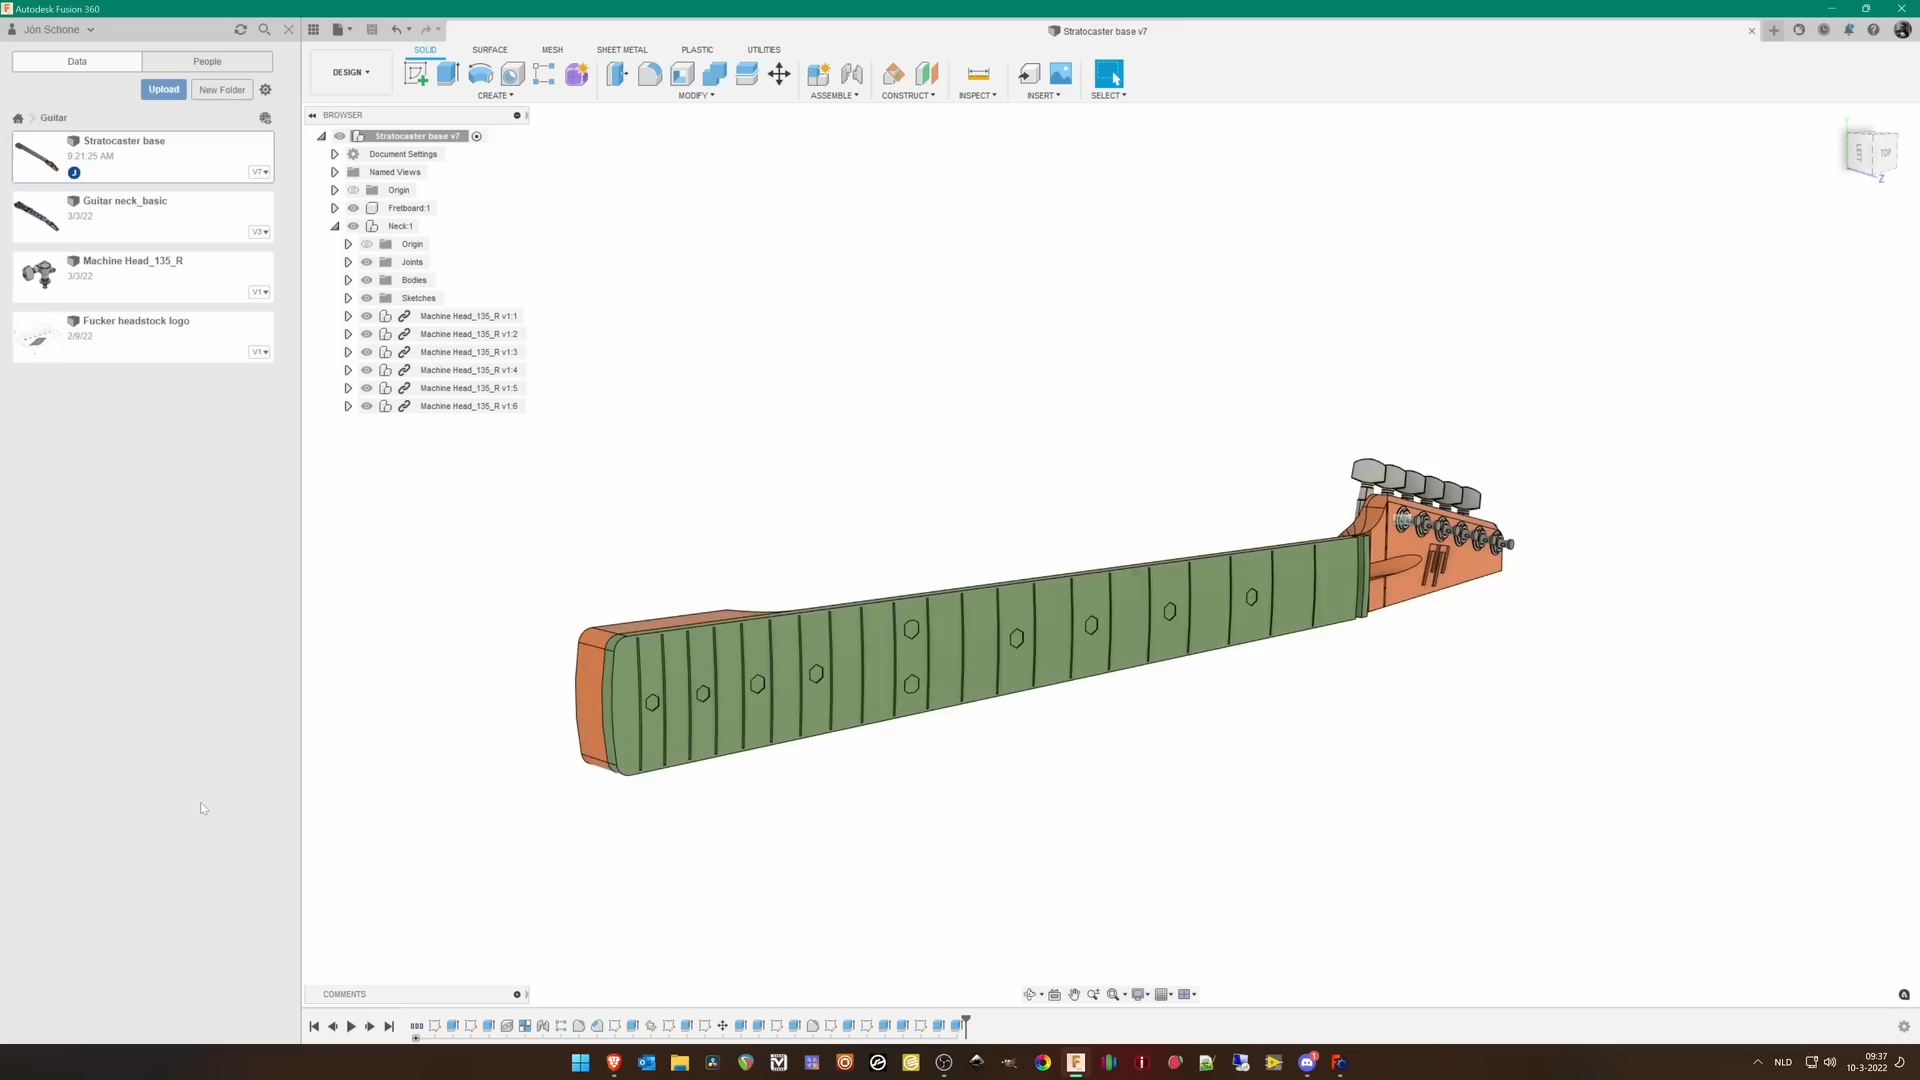 Autodesk Fusion 360
Jón Schone
Stratocaster base v7
Data
People
Upload
New Folder
Guitar
Stratocaster base
9:21:25 AM
J
V7
Guitar neck_basic
3/3/22
V3
Machine Head_135_R
3/3/22
V1
Fucker headstock logo
2/9/22
V1
DESIGN
SOLID
SURFACE
MESH
SHEET METAL
PLASTIC
UTILITIES
CREATE
MODIFY
ASSEMBLE
CONSTRUCT
INSPECT
INSERT
SELECT
BROWSER
Stratocaster base v7
Document Settings
Named Views
Origin
Fretboard:1
Neck:1
Origin
Joints
Bodies
Sketches
Machine Head_135_R v1:1
Machine Head_135_R v1:2
Machine Head_135_R v1:3
Machine Head_135_R v1:4
Machine Head_135_R v1:5
Machine Head_135_R v1:6
LEFT
TOP
Z
COMMENTS
NLD
09:37
10-3-2022